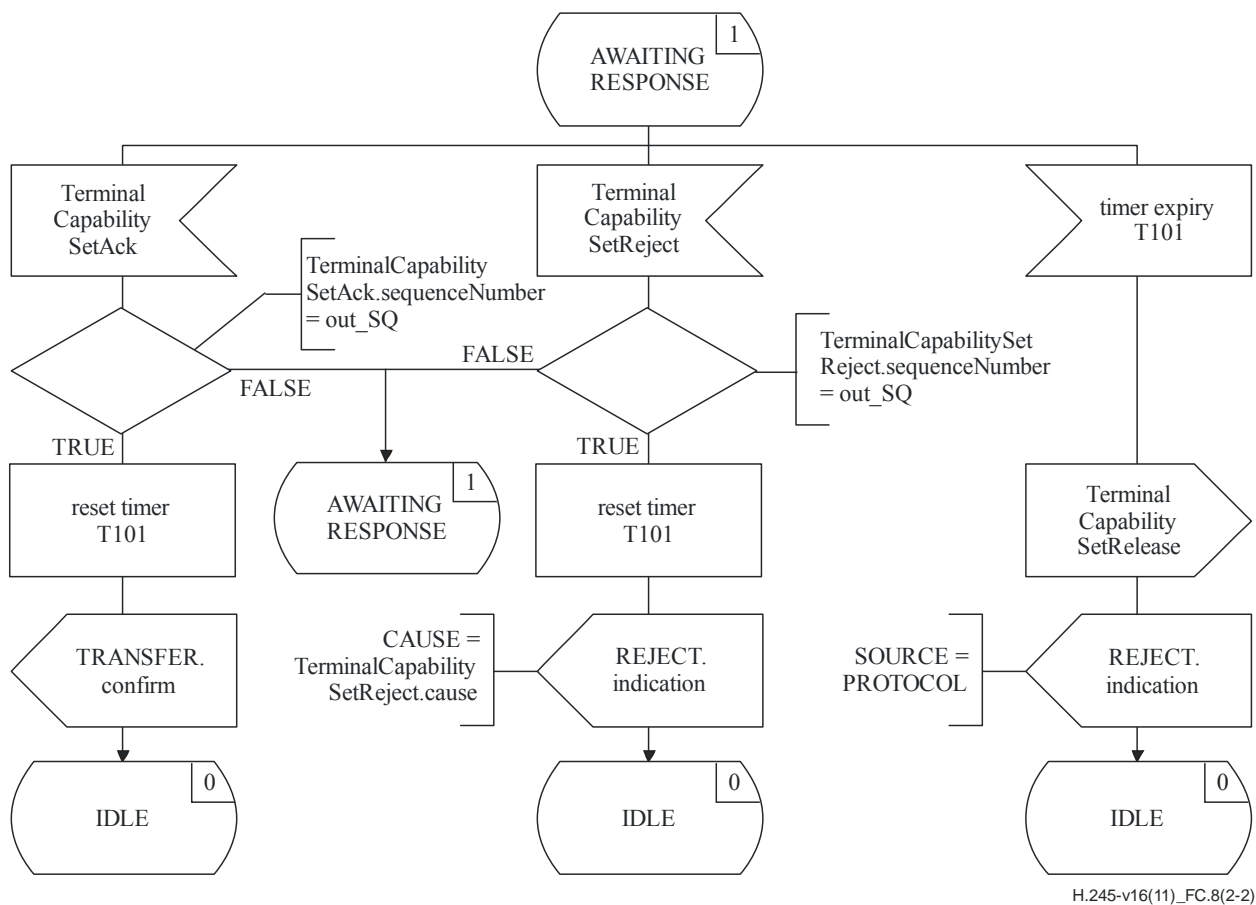 1
AWAITING
RESPONSE
Terminal
Capability
SetAck
Terminal
Capability
SetReject
timer expiry
T101
TerminalCapability
SetAck.sequenceNumber
= out_SQ
TerminalCapabilitySet
Reject.sequenceNumber
= out_SQ
FALSE
FALSE
TRUE
TRUE
reset timer
T101
1
AWAITING
RESPONSE
reset timer
T101
Terminal
Capability
SetRelease
TRANSFER.
confirm
CAUSE =
TerminalCapability
SetReject.cause
REJECT.
indication
SOURCE =
PROTOCOL
REJECT.
indication
0
IDLE
0
IDLE
0
IDLE
H.245-v16(11)_FC.8(2-2)